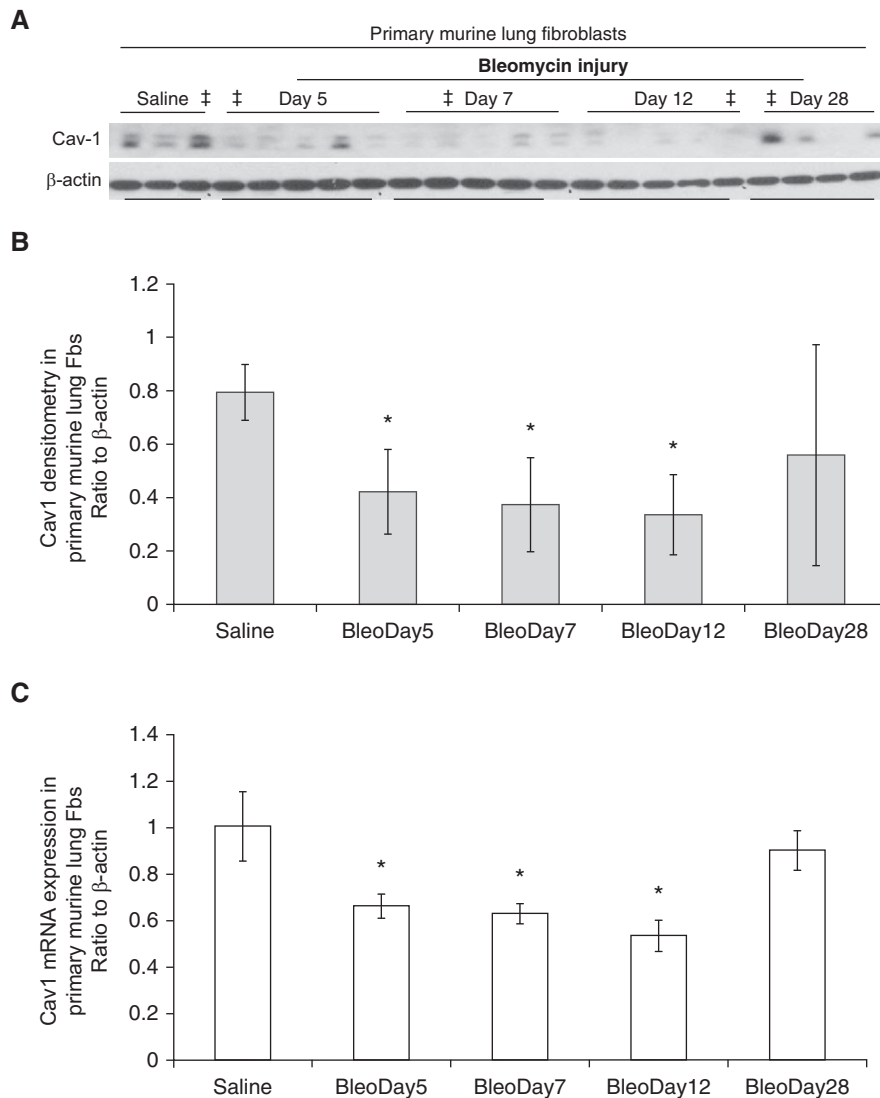 A
Primary murine lung fibroblasts
Bleomycin injury
Saline ‡ ‡ Day 5 ‡ Day 7 Day 12 ‡ ‡ Day 28
Cav-1
β-actin
B
Cav1 densitometry in
primary murine lung Fbs
Ratio to β-actin
1.2
1
0.8
0.6
0.4
0.2
0
* * *
Saline BleoDay5 BleoDay7 BleoDay12 BleoDay28
C
Cav1 mRNA expression in
primary murine lung Fbs
Ratio to β-actin
1.4
1.2
1
0.8
0.6
0.4
0.2
0
* * *
Saline BleoDay5 BleoDay7 BleoDay12 BleoDay28